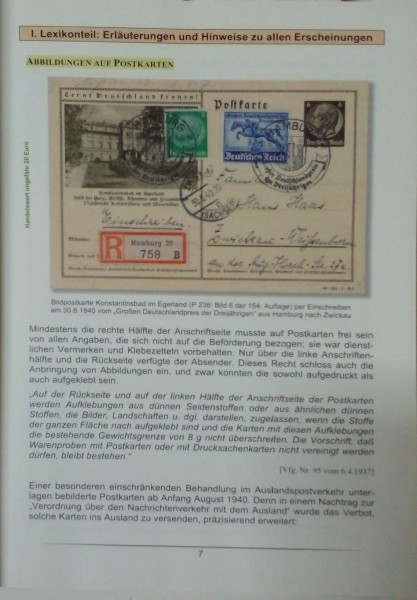 I. Lexikonteil: Erläuterungen und Hinweise zu allen Erscheinungen
ABBILDUNGEN AUF POSTKARTEN
Lernt Deutschland kennen!
Postkarte
Deutsches Reich
Einschreiben
Hans Haas
Zwickau
R
Hamburg 20
758 B
Handelswert ungefähr 20 Euro
Bildpostkarte Konstantinsbad im Egerland (P 236: Bild 6 der 154. Auflage) per Einschreiben
am 30.6.1940 vom „Großen Deutschlandpreis der Dreijährigen" aus Hamburg nach Zwickau
Mindestens die rechte Hälfte der Anschriftseite musste auf Postkarten frei sein
von allen Angaben, die sich nicht auf die Beförderung bezogen; sie war dienst-
lichen Vermerken und Klebezetteln vorbehalten. Nur über die linke Anschriften-
hälfte und die Rückseite verfügte der Absender. Dieses Recht schloss auch die
Anbringung von Abbildungen ein, und zwar konnten die sowohl aufgedruckt als
auch aufgeklebt sein.
„Auf der Rückseite und auf der linken Hälfte der Anschriftseite der Postkarten
werden Aufklebungen aus dünnen Seidenstoffen oder aus ähnlichen dünnen
Stoffen, die Bilder, Landschaften u. dgl. darstellen, zugelassen, wenn die Stoffe
der ganzen Fläche nach aufgeklebt sind und die Karten mit diesen Aufklebungen
die bestehende Gewichtsgrenze von 8 g nicht überschreiten. Die Vorschrift, daß
Warenproben mit Postkarten oder mit Drucksachenkarten nicht vereinigt werden
dürfen, bleibt bestehen."
[Vfg. Nr. 95 vom 6.4.1937]
Einer besonderen einschränkenden Behandlung im Auslandspostverkehr unter-
lagen bebilderte Postkarten ab Anfang August 1940. Denn in einem Nachtrag zur
„Verordnung über den Nachrichtenverkehr mit dem Ausland" wurde das Verbot,
solche Karten ins Ausland zu versenden, präzisierend erweitert:
7